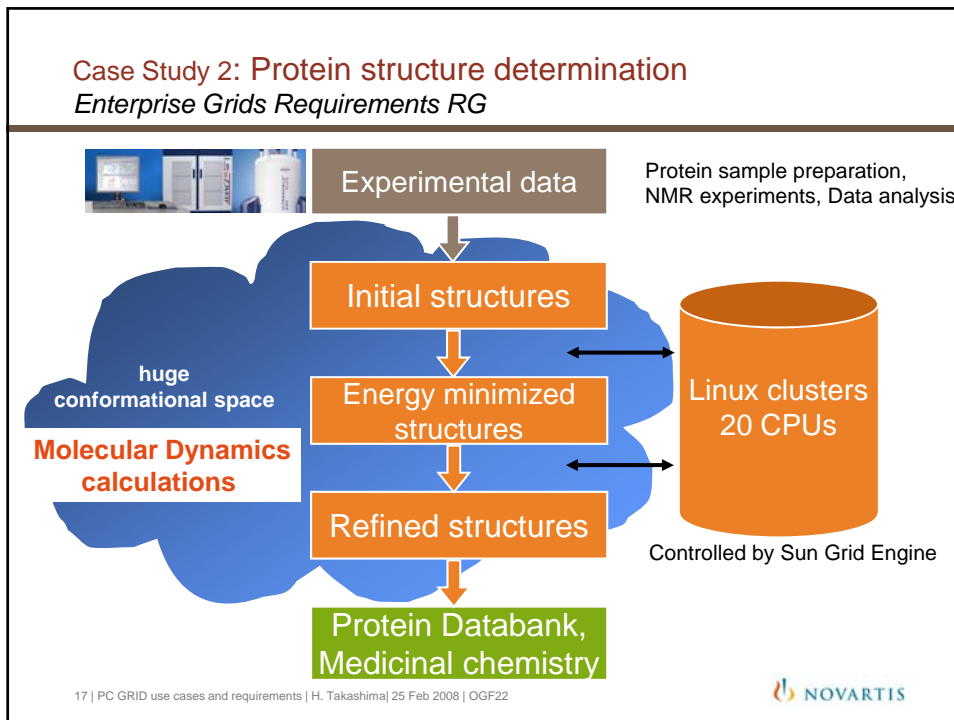 Case Study 2: Protein structure determination
Enterprise Grids Requirements RG
Experimental data
Protein sample preparation,
NMR experiments, Data analysis
Initial structures
huge
conformational space
Energy minimized
structures
Linux clusters
20 CPUs
Molecular Dynamics
calculations
Refined structures
Controlled by Sun Grid Engine
Protein Databank,
Medicinal chemistry
17 | PC GRID use cases and requirements | H. Takashima| 25 Feb 2008 | OGF22
NOVARTIS